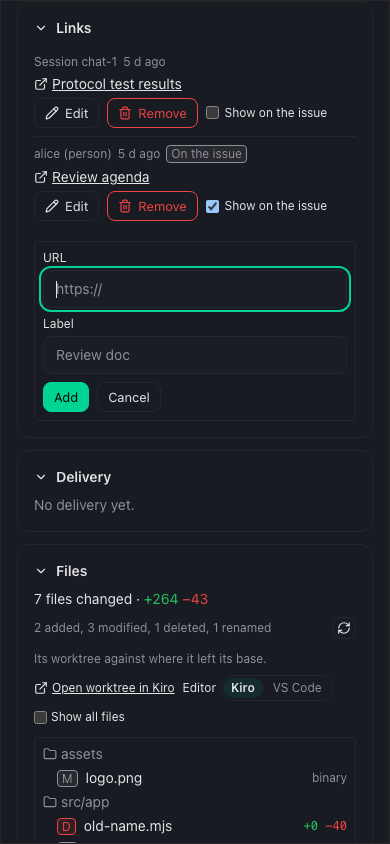 Links
Session chat-1 5 d ago
Protocol test results
Edit Remove Show on the issue
alice (person) 5 d ago On the issue
Review agenda
Edit Remove Show on the issue
URL
https://
Label
Review doc
Add Cancel
Delivery
No delivery yet.
Files
7 files changed · +264 −43
2 added, 3 modified, 1 deleted, 1 renamed
Its worktree against where it left its base.
Open worktree in Kiro Editor Kiro VS Code
Show all files
assets
M logo.png binary
src/app
D old-name.mjs +0 −40